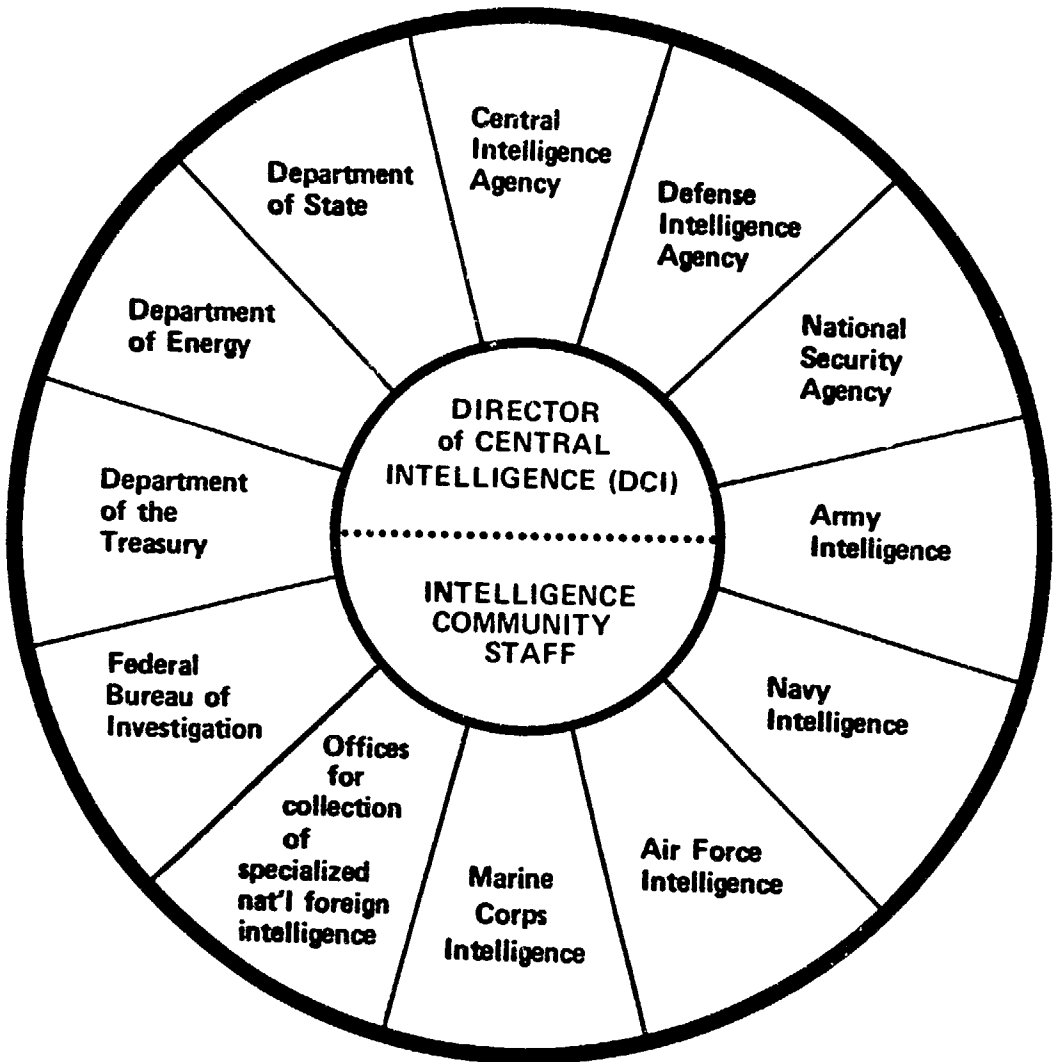 Central
Intelligence
Agency
Defense
Intelligence
Agency
National
Security
Agency
Army
Intelligence
Navy
Intelligence
Air Force
Intelligence
Marine
Corps
Intelligence
Offices
for
collection
of
specialized
nat'l foreign
intelligence
Federal
Bureau of
Investigation
Department
of the
Treasury
Department
of Energy
Department
of State
DIRECTOR
of CENTRAL
INTELLIGENCE (DCI)
INTELLIGENCE
COMMUNITY
STAFF